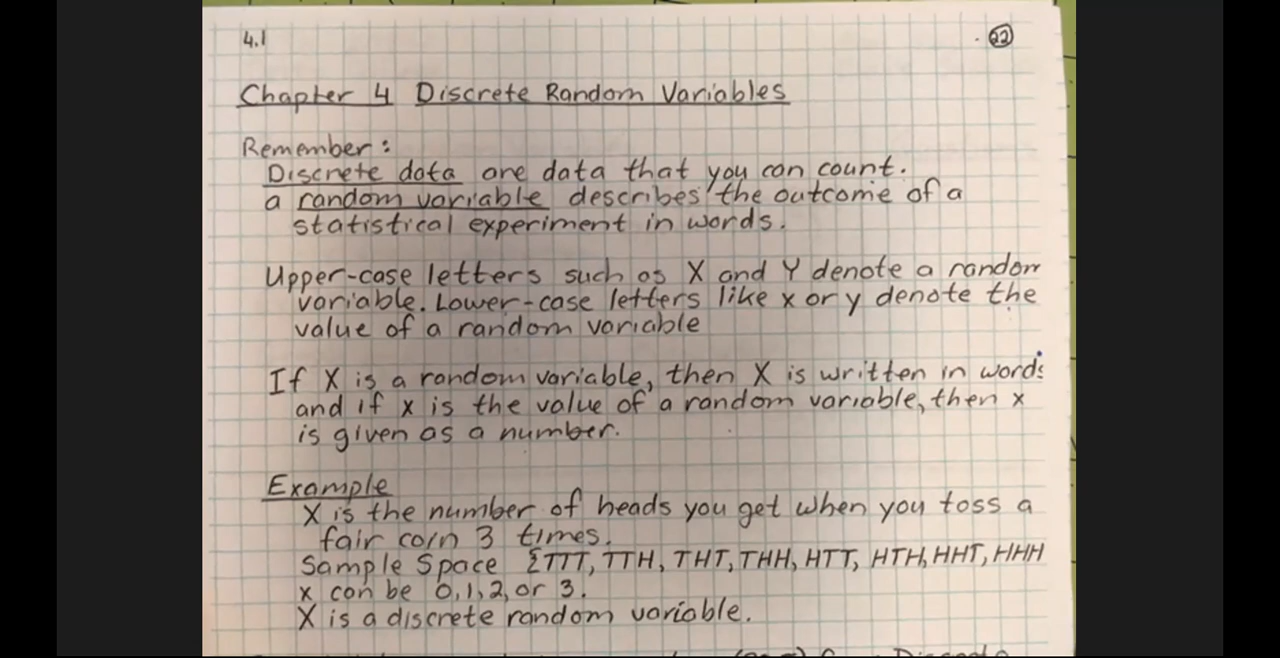 4.1 22
Chapter 4 Discrete Random Variables
Remember:
Discrete data are data that you can count.
a random variable describes the outcome of a
statistical experiment in words.
Upper-case letters such as X and Y denote a random
variable. Lower-case letters like x or y denote the
value of a random variable
If X is a random variable, then X is written in words
and if x is the value of a random variable, then x
is given as a number.
Example
X is the number of heads you get when you toss a
fair coin 3 times.
Sample Space {TTT, TTH, THT, THH, HTT, HTH, HHT, HHH
x can be 0, 1, 2, or 3.
X is a discrete random variable.